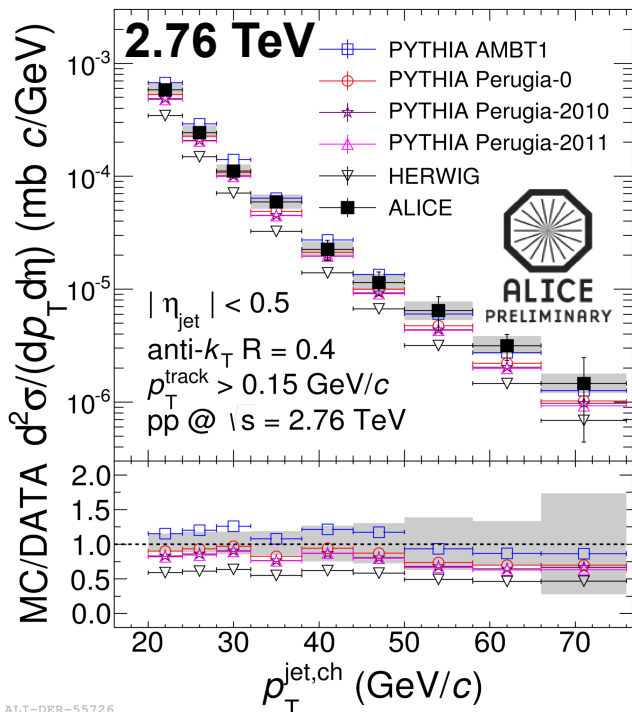 2.76 TeV
PYTHIA AMBT1
PYTHIA Perugia-0
PYTHIA Perugia-2010
PYTHIA Perugia-2011
HERWIG
ALICE
ALICE
PRELIMINARY
| η_jet | < 0.5
anti-k_T R = 0.4
p_T^track > 0.15 GeV/c
pp @ √s = 2.76 TeV
d²σ/(dp_T dη) (mb c/GeV)
10⁻³
10⁻⁴
10⁻⁵
10⁻⁶
MC/DATA
2.0
1.5
1.0
0.5
0.0
20 30 40 50 60 70
p_T^jet,ch (GeV/c)
ALI-DER-55726